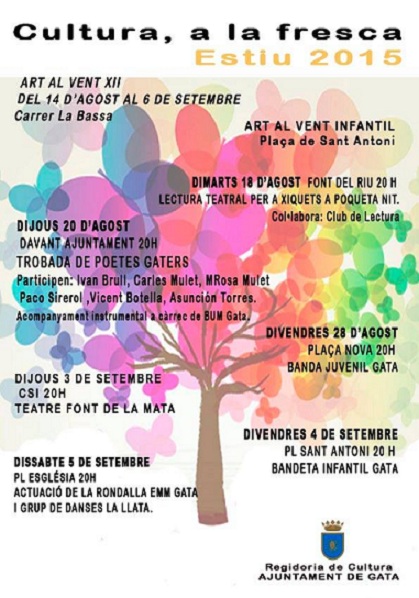 Cultura, a la fresca
Estiu 2015
ART AL VENT XII
DEL 14 D'AGOST AL 6 DE SETEMBRE
Carrer La Bassa
ART AL VENT INFANTIL
Plaça de Sant Antoni
DIMARTS 18 D'AGOST FONT DEL RIU 20 H
LECTURA TEATRAL PER A XIQUETS A POQUETA NIT.
Col·labora: Club de Lectura
DIJOUS 20 D'AGOST
DAVANT AJUNTAMENT 20H
TROBADA DE POETES GATERS
Participen: Ivan Brull, Carles Mulet, MRosa Mulet
Paco Sirerol ,Vicent Botella, Asunción Torres.
Acompanyament instrumental a càrrec de BUM Gata.
DIVENDRES 28 D'AGOST
PLAÇA NOVA 20H
BANDA JUVENIL GATA
DIJOUS 3 DE SETEMBRE
CSI 20H
TEATRE FONT DE LA MATA
DIVENDRES 4 DE SETEMBRE
PL SANT ANTONI 20 H
BANDETA INFANTIL GATA
DISSABTE 5 DE SETEMBRE
PL ESGLÉSIA 20H
ACTUACIÓ DE LA RONDALLA EMM GATA
I GRUP DE DANSES LA LLATA.
Regidoria de Cultura
AJUNTAMENT DE GATA